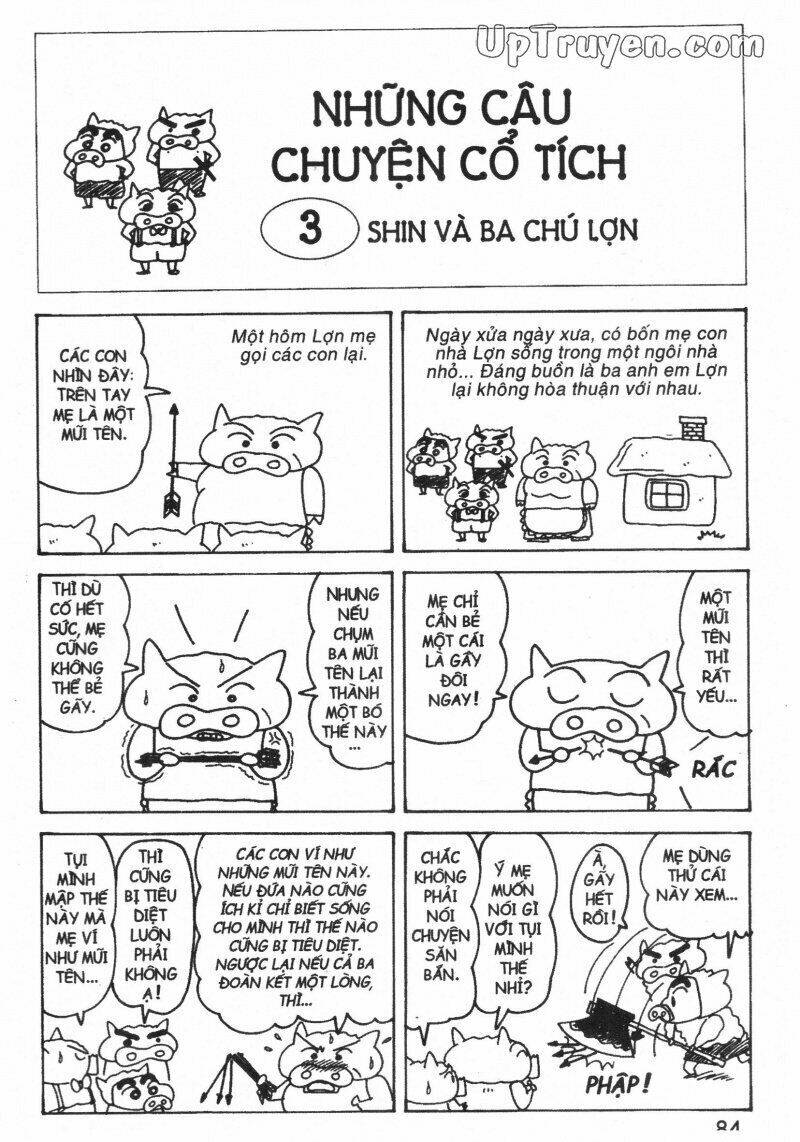 UpTruyen.com
NHỮNG CÂU
CHUYỆN CỔ TÍCH
3 SHIN VÀ BA CHÚ LỢN
Ngày xửa ngày xưa, có bốn mẹ con
nhà Lợn sống trong một ngôi nhà
nhỏ... Đáng buồn là ba anh em Lợn
lại không hòa thuận với nhau.
Một hôm Lợn mẹ
gọi các con lại.
CÁC CON
NHÌN ĐÂY:
TRÊN TAY
MẸ LÀ MỘT
MŨI TÊN.
MỘT
MŨI
TÊN
THÌ
RẤT
YẾU...
RẮC
MẸ CHỈ
CẦN BẺ
MỘT CÁI
LÀ GẪY
ĐÔI
NGAY!
NHƯNG
NẾU
CHỤM
BA MŨI
TÊN LẠI
THÀNH
MỘT BÓ
THẾ NÀY
...
THÌ DÙ
CỐ HẾT
SỨC, MẸ
CŨNG
KHÔNG
THỂ BẺ
GÃY.
MẸ DÙNG
THỬ CÁI
NÀY XEM...
À,
GẪY
HẾT
RỒI!
PHẬP!
Ý MẸ
MUỐN
NÓI GÌ
VỚI TỤI
MÌNH
THẾ
NHỈ?
CHẮC
KHÔNG
PHẢI
NÓI
CHUYỆN
SĂN
BẮN.
CÁC CON VÍ NHƯ
NHỮNG MŨI TÊN NÀY.
NẾU ĐỨA NÀO CŨNG
ÍCH KỈ CHỈ BIẾT SỐNG
CHO MÌNH THÌ THẾ NÀO
CŨNG BỊ TIÊU DIỆT.
NGƯỢC LẠI NẾU CẢ BA
ĐOÀN KẾT MỘT LÒNG,
THÌ...
THÌ
CŨNG
BỊ TIÊU
DIỆT
LUÔN
PHẢI
KHÔNG
Ạ!
TỤI
MÌNH
MẬP THẾ
NÀY MÀ
MẸ VÍ
NHƯ MŨI
TÊN...
84